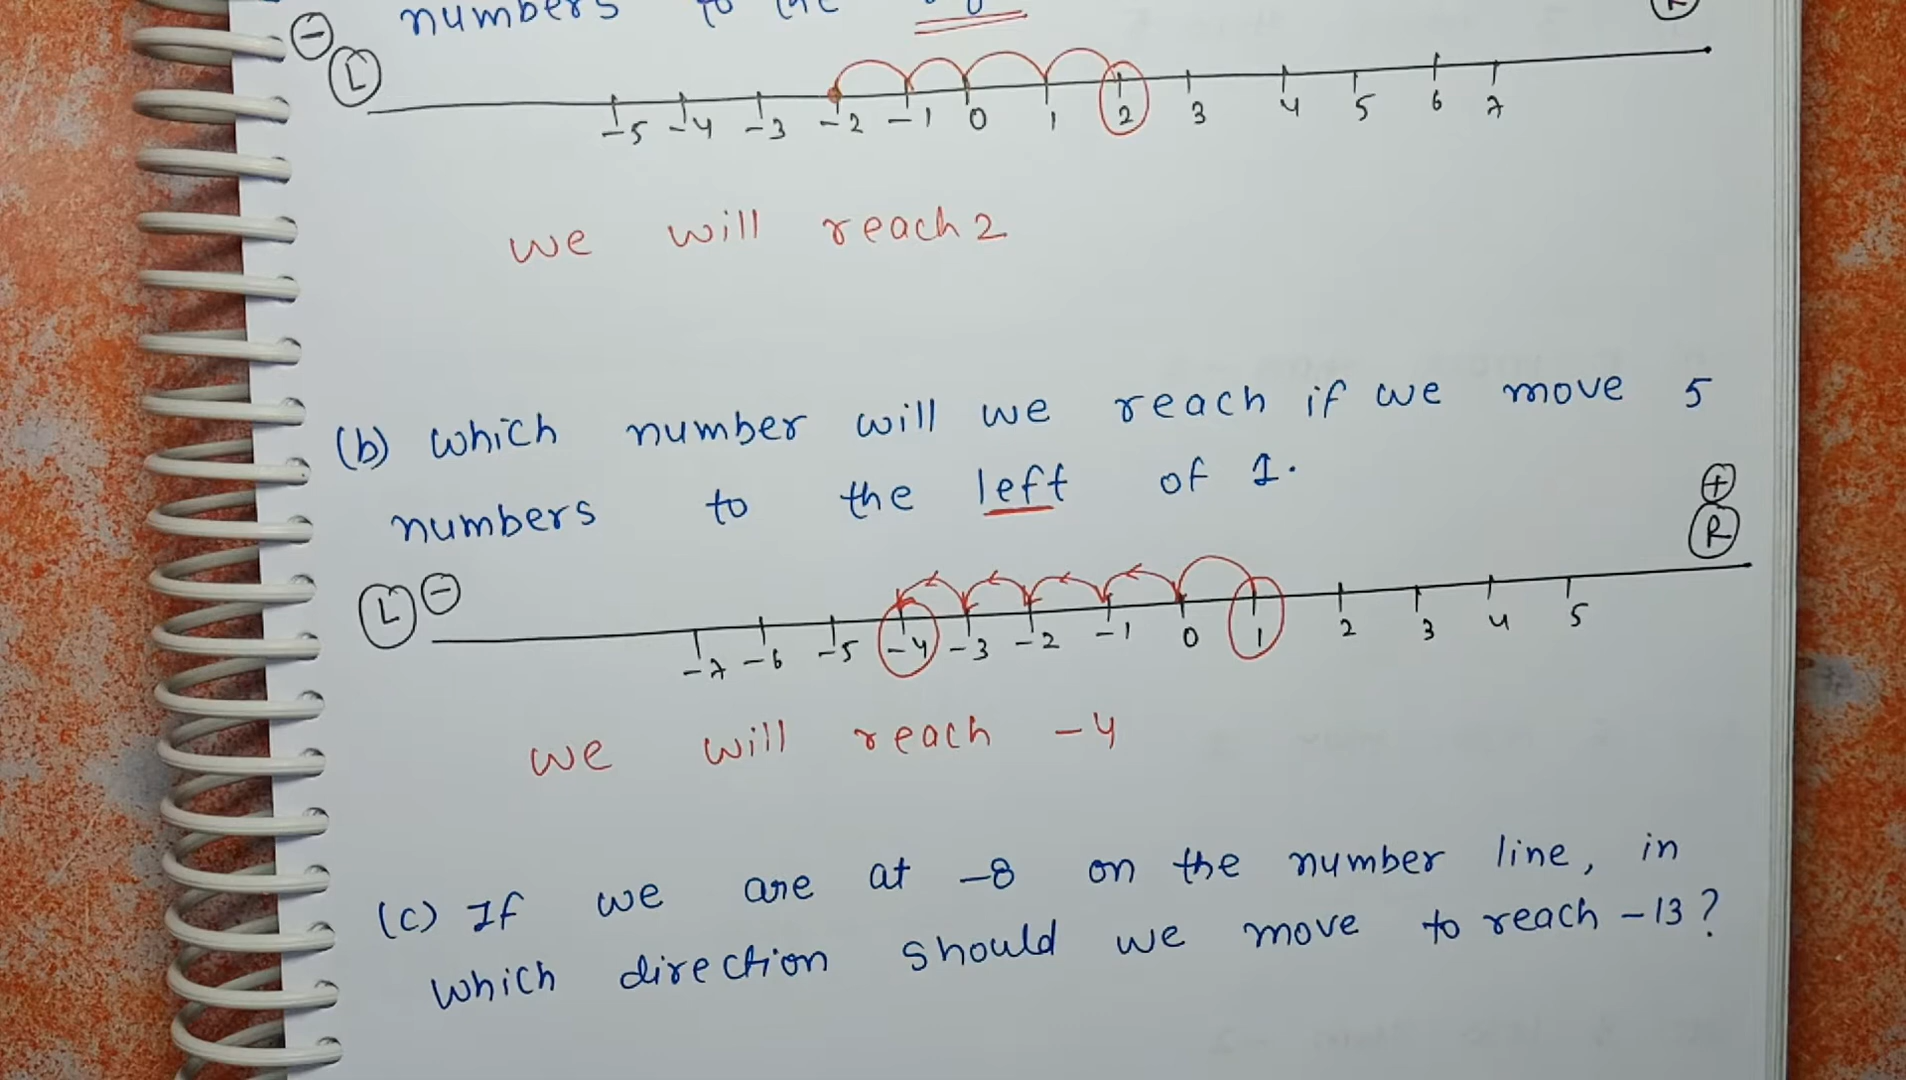 numbers to the
⊖ Ⓛ
-5 -4 -3 -2 -1 0 1 2 3 4 5 6 7
we will reach 2
(b) which number will we reach if we move 5
numbers to the left of 1.
⊕
Ⓛ ⊖ Ⓡ
-7 -6 -5 -4 -3 -2 -1 0 1 2 3 4 5
we will reach -4
(c) If we are at -8 on the number line, in
which direction should we move to reach -13?